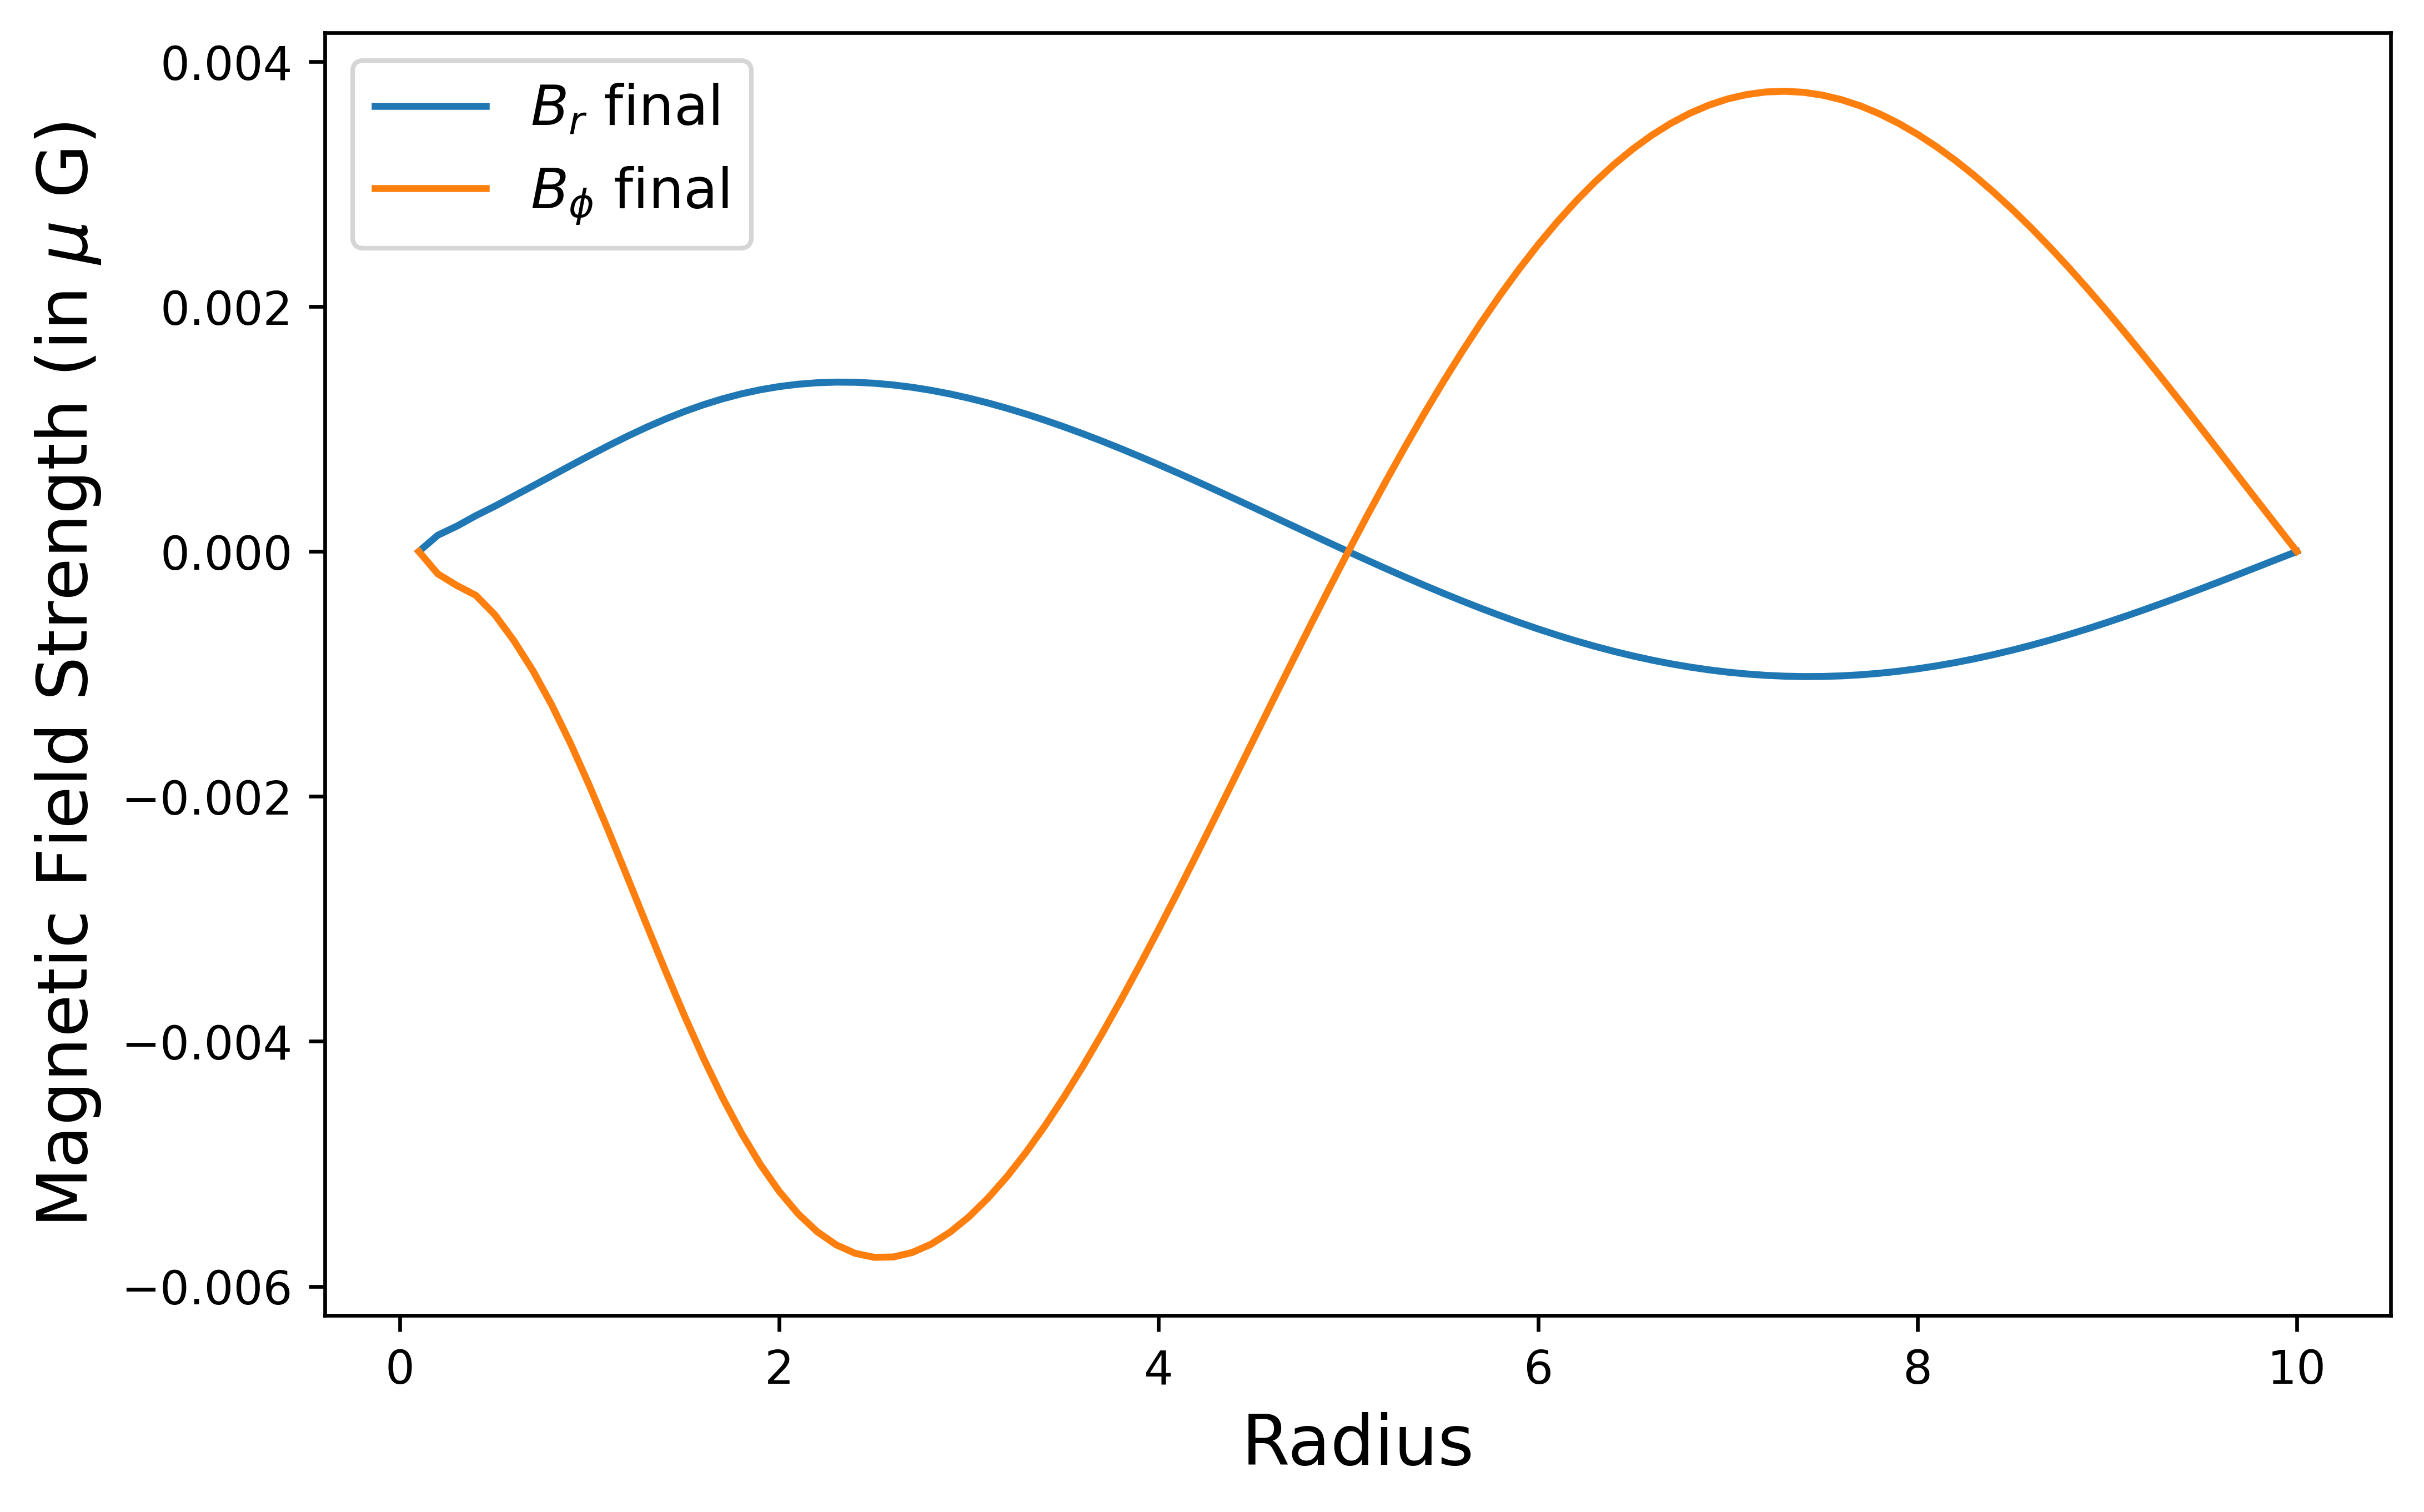 Magnetic Field Strength (in μ G)
0.004
0.002
0.000
−0.002
−0.004
−0.006
B_r final
B_ϕ final
0 2 4 6 8 10
Radius